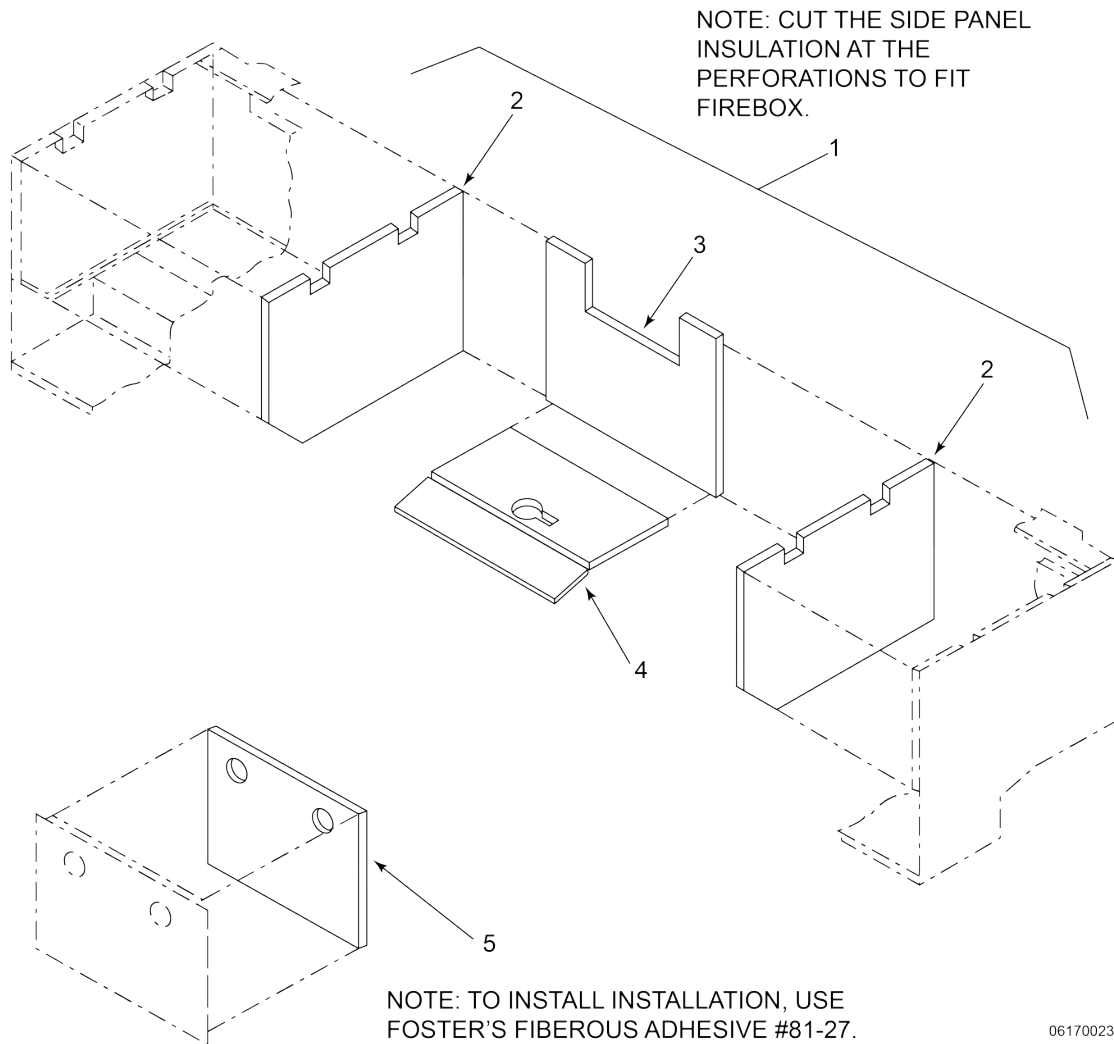 NOTE: CUT THE SIDE PANEL
INSULATION AT THE
PERFORATIONS TO FIT
FIREBOX.
2
1
3
2
4
5
NOTE: TO INSTALL INSTALLATION, USE
FOSTER'S FIBEROUS ADHESIVE #81-27.
06170023